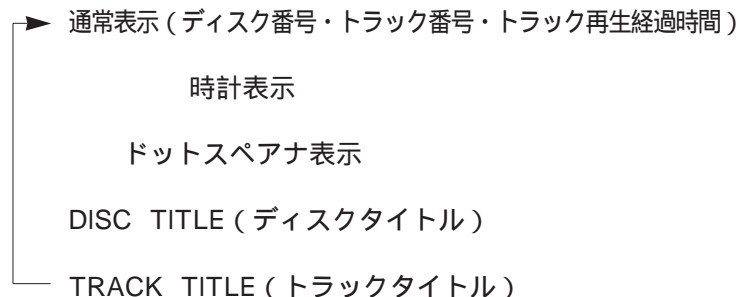 通常表示(ディスク番号・トラック番号・トラック再生経過時間)
時計表示
ドットスペアナ表示
DISC TITLE(ディスクタイトル)
TRACK TITLE(トラックタイトル)